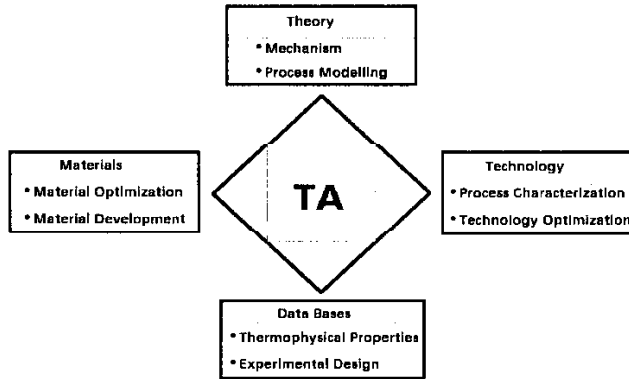 Theory
• Mechanism
• Process Modelling
Materials
• Material Optimization
• Material Development
TA
Technology
• Process Characterization
• Technology Optimization
Data Bases
• Thermophysical Properties
• Experimental Design